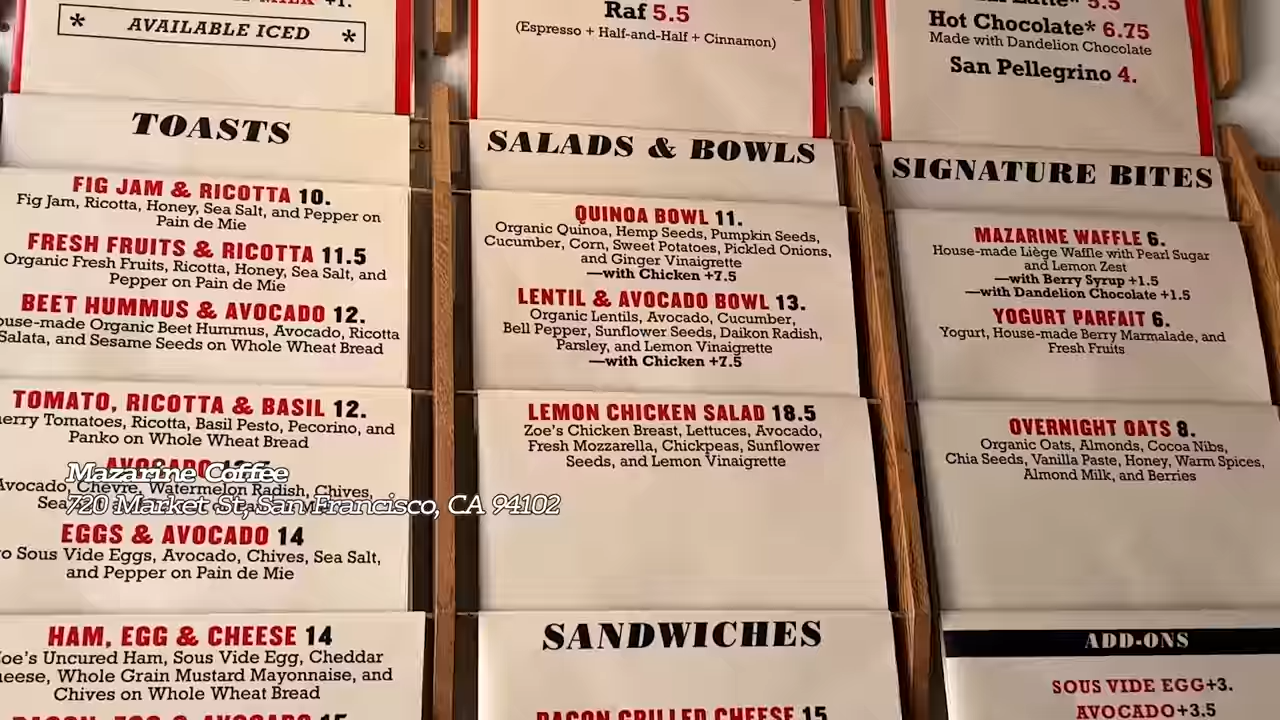 +1.
* AVAILABLE ICED *
TOASTS
FIG JAM & RICOTTA 10.
Fig Jam, Ricotta, Honey, Sea Salt, and Pepper on
Pain de Mie
FRESH FRUITS & RICOTTA 11.5
Organic Fresh Fruits, Ricotta, Honey, Sea Salt, and
Pepper on Pain de Mie
BEET HUMMUS & AVOCADO 12.
Organic Beet Hummus, Avocado, Ricotta
Salata, and Sesame Seeds on Whole Wheat Bread
TOMATO, RICOTTA & BASIL 12.
Tomatoes, Ricotta, Basil Pesto, Pecorino, and
Panko on Whole Wheat Bread
AVOCADO
Avocado, Chevre, Watermelon Radish, Chives,
Mazarine Coffee
720 Market St, San Francisco, CA 94102
EGGS & AVOCADO 14
Sous Vide Eggs, Avocado, Chives, Sea Salt,
and Pepper on Pain de Mie
HAM, EGG & CHEESE 14
Uncured Ham, Sous Vide Egg, Cheddar
Whole Grain Mustard Mayonnaise, and
Chives on Whole Wheat Bread
Raf 5.5
(Espresso + Half-and-Half + Cinnamon)
SALADS & BOWLS
QUINOA BOWL 11.
Organic Quinoa, Hemp Seeds, Pumpkin Seeds,
Cucumber, Corn, Sweet Potatoes, Pickled Onions,
and Ginger Vinaigrette
—with Chicken +7.5
LENTIL & AVOCADO BOWL 13.
Organic Lentils, Avocado, Cucumber,
Bell Pepper, Sunflower Seeds, Daikon Radish,
Parsley, and Lemon Vinaigrette
—with Chicken +7.5
LEMON CHICKEN SALAD 18.5
Zoe's Chicken Breast, Lettuces, Avocado,
Fresh Mozzarella, Chickpeas, Sunflower
Seeds, and Lemon Vinaigrette
SANDWICHES
BACON GRILLED CHEESE 15
5.5
Hot Chocolate* 6.75
Made with Dandelion Chocolate
San Pellegrino 4.
SIGNATURE BITES
MAZARINE WAFFLE 6.
House-made Liège Waffle with Pearl Sugar
and Lemon Zest
—with Berry Syrup +1.5
—with Dandelion Chocolate +1.5
YOGURT PARFAIT 6.
Yogurt, House-made Berry Marmalade, and
Fresh Fruits
OVERNIGHT OATS 8.
Organic Oats, Almonds, Cocoa Nibs,
Chia Seeds, Vanilla Paste, Honey, Warm Spices,
Almond Milk, and Berries
ADD-ONS
SOUS VIDE EGG +3.
AVOCADO +3.5